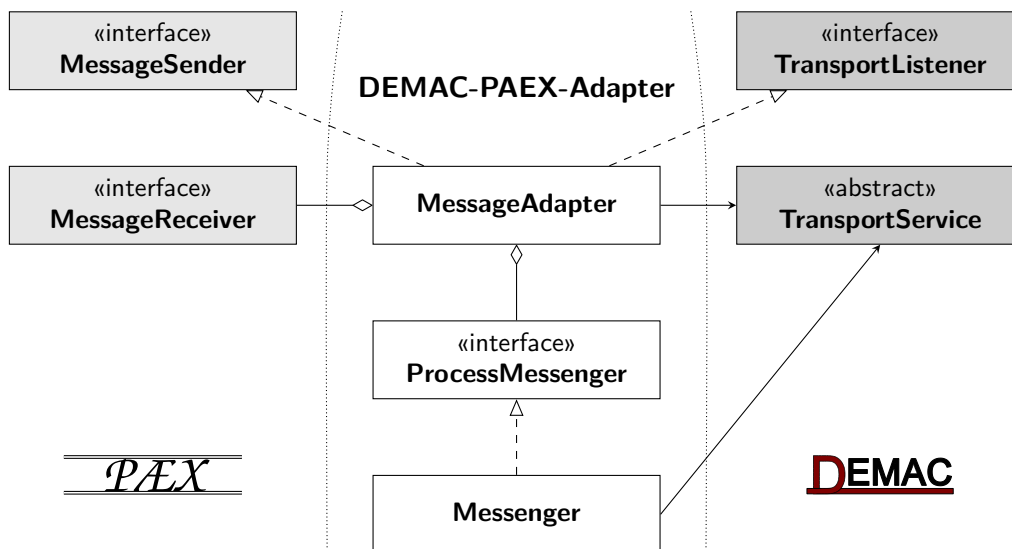 «interface»
MessageSender
«interface»
TransportListener
DEMAC-PAEX-Adapter
«interface»
MessageReceiver
MessageAdapter
«abstract»
TransportService
«interface»
ProcessMessenger
PÆX
DEMAC
Messenger